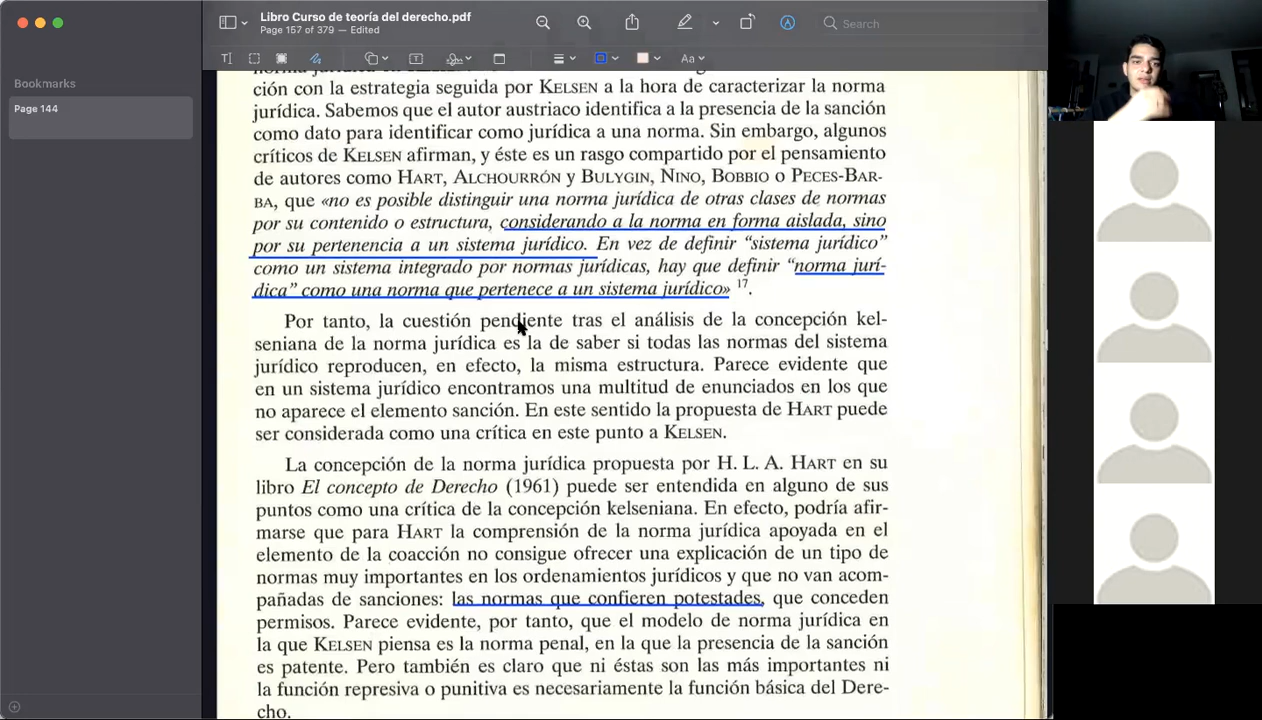 Libro Curso de teoría del derecho.pdf
Page 157 of 379 — Edited
Search
Bookmarks
Page 144
ción con la estrategia seguida por KELSEN a la hora de caracterizar la norma
jurídica. Sabemos que el autor austriaco identifica a la presencia de la sanción
como dato para identificar como jurídica a una norma. Sin embargo, algunos
críticos de KELSEN afirman, y éste es un rasgo compartido por el pensamiento
de autores como HART, ALCHOURRÓN y BULYGIN, NINO, BOBBIO o PECES-BAR-
BA, que «no es posible distinguir una norma jurídica de otras clases de normas
por su contenido o estructura, considerando a la norma en forma aislada, sino
por su pertenencia a un sistema jurídico. En vez de definir “sistema jurídico”
como un sistema integrado por normas jurídicas, hay que definir “norma jurí-
dica” como una norma que pertenece a un sistema jurídico» 17.
Por tanto, la cuestión pendiente tras el análisis de la concepción kel-
seniana de la norma jurídica es la de saber si todas las normas del sistema
jurídico reproducen, en efecto, la misma estructura. Parece evidente que
en un sistema jurídico encontramos una multitud de enunciados en los que
no aparece el elemento sanción. En este sentido la propuesta de HART puede
ser considerada como una crítica en este punto a KELSEN.
La concepción de la norma jurídica propuesta por H. L. A. HART en su
libro El concepto de Derecho (1961) puede ser entendida en alguno de sus
puntos como una crítica de la concepción kelseniana. En efecto, podría afir-
marse que para HART la comprensión de la norma jurídica apoyada en el
elemento de la coacción no consigue ofrecer una explicación de un tipo de
normas muy importantes en los ordenamientos jurídicos y que no van acom-
pañadas de sanciones: las normas que confieren potestades, que conceden
permisos. Parece evidente, por tanto, que el modelo de norma jurídica en
la que KELSEN piensa es la norma penal, en la que la presencia de la sanción
es patente. Pero también es claro que ni éstas son las más importantes ni
la función represiva o punitiva es necesariamente la función básica del Dere-
cho.